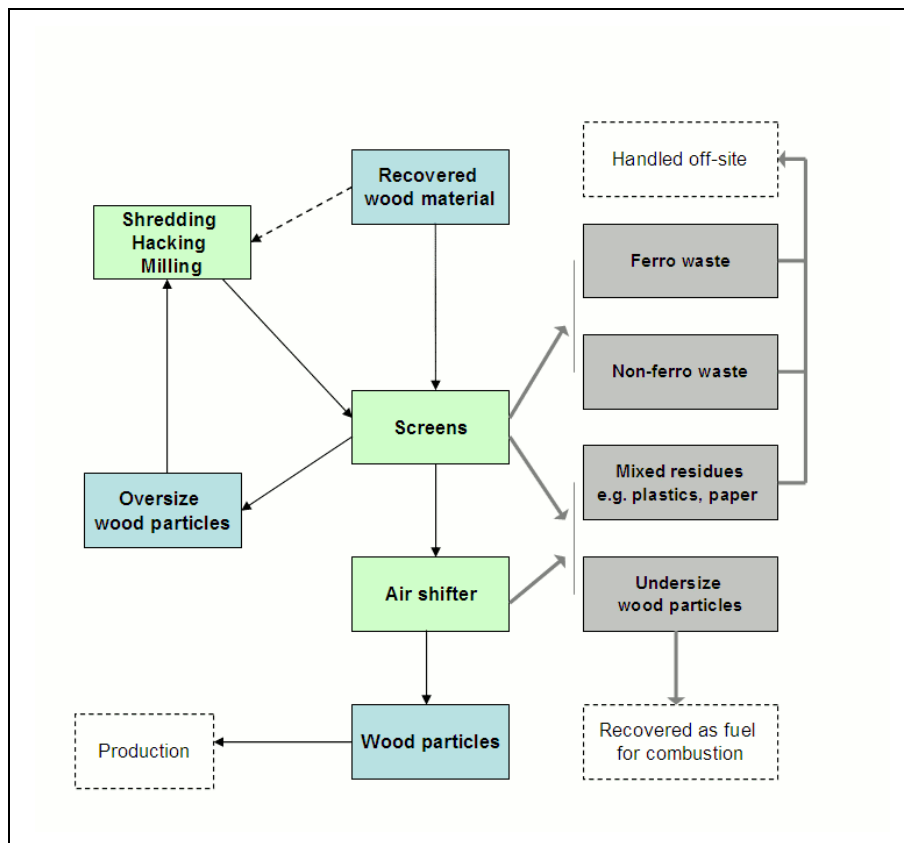 Handled off-site
Recovered
wood material
Shredding
Hacking
Milling
Ferro waste
Non-ferro waste
Screens
Mixed residues
e.g. plastics, paper
Oversize
wood particles
Air shifter
Undersize
wood particles
Production
Wood particles
Recovered as fuel
for combustion